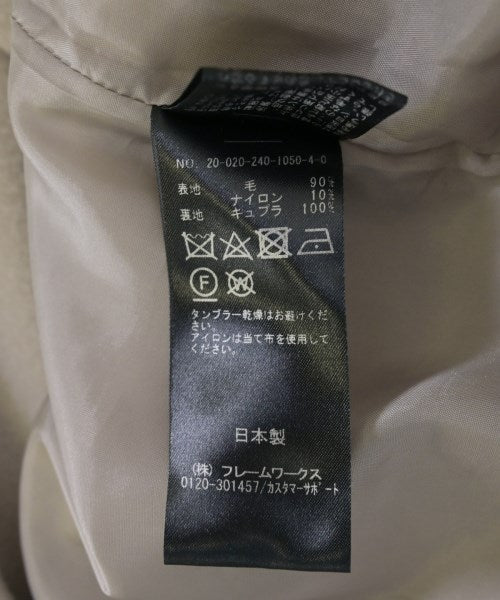 NO. 20-020-240-1050-4-0
表地 毛 90%
ナイロン 10%
裏地 キュプラ 100%
F W
タンブラー乾燥はお避けくだ
さい。
アイロンは当て布を使用して
ください。
日本製
(株) フレームワークス
0120-301457/カスタマーサポート